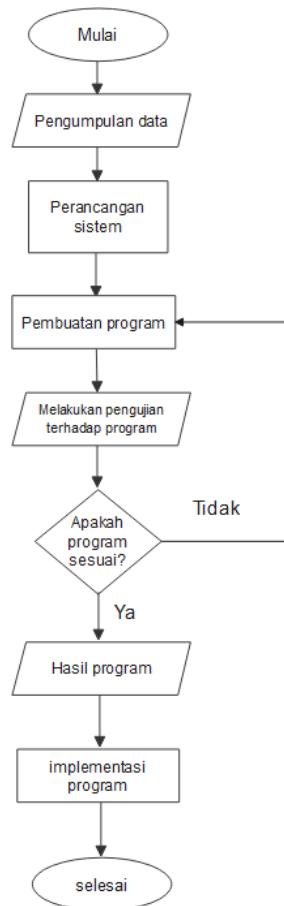 Mulai
Pengumpulan data
Perancangan
sistem
Pembuatan program
Melakukan pengujian
terhadap program
Apakah
program
sesuai?
Tidak
Ya
Hasil program
implementasi
program
selesai